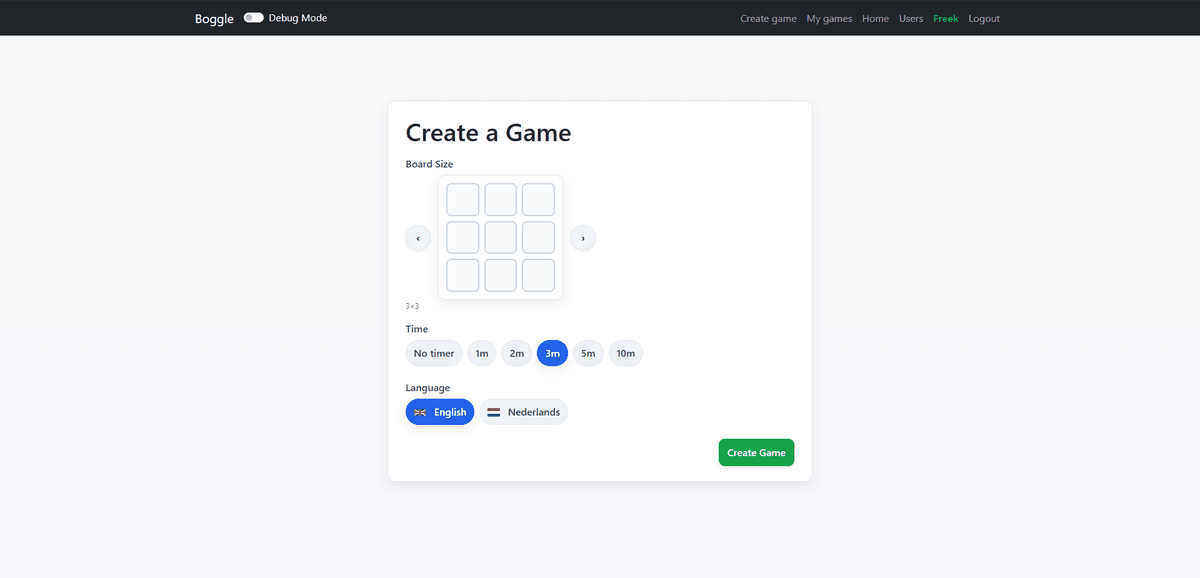 Boggle Debug Mode Create game My games Home Users Freek Logout
Create a Game
Board Size
‹ ›
3×3
Time
No timer 1m 2m 3m 5m 10m
Language
English Nederlands
Create Game